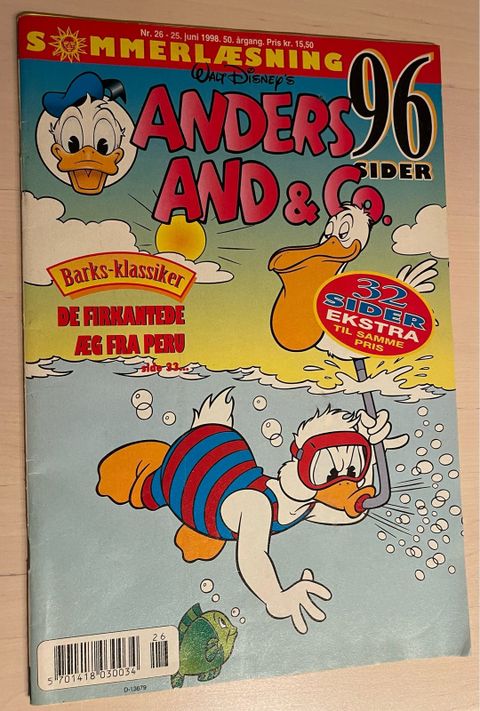 Nr. 26 - 25. juni 1998. 50. årgang. Pris kr. 15,50
SOMMERLÆSNING
96
SIDER
WALT DISNEY'S
ANDERS
AND & Co.
Barks-klassiker
DE FIRKANTEDE
ÆG FRA PERU
side 33...
32
SIDER
EKSTRA
TIL SAMME
PRIS
26
5 701418 030034
D-13679